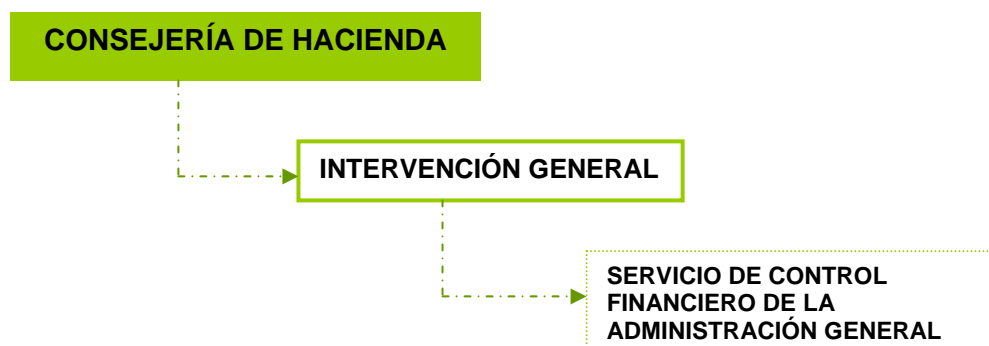 CONSEJERÍA DE HACIENDA
INTERVENCIÓN GENERAL
SERVICIO DE CONTROL
FINANCIERO DE LA
ADMINISTRACIÓN GENERAL